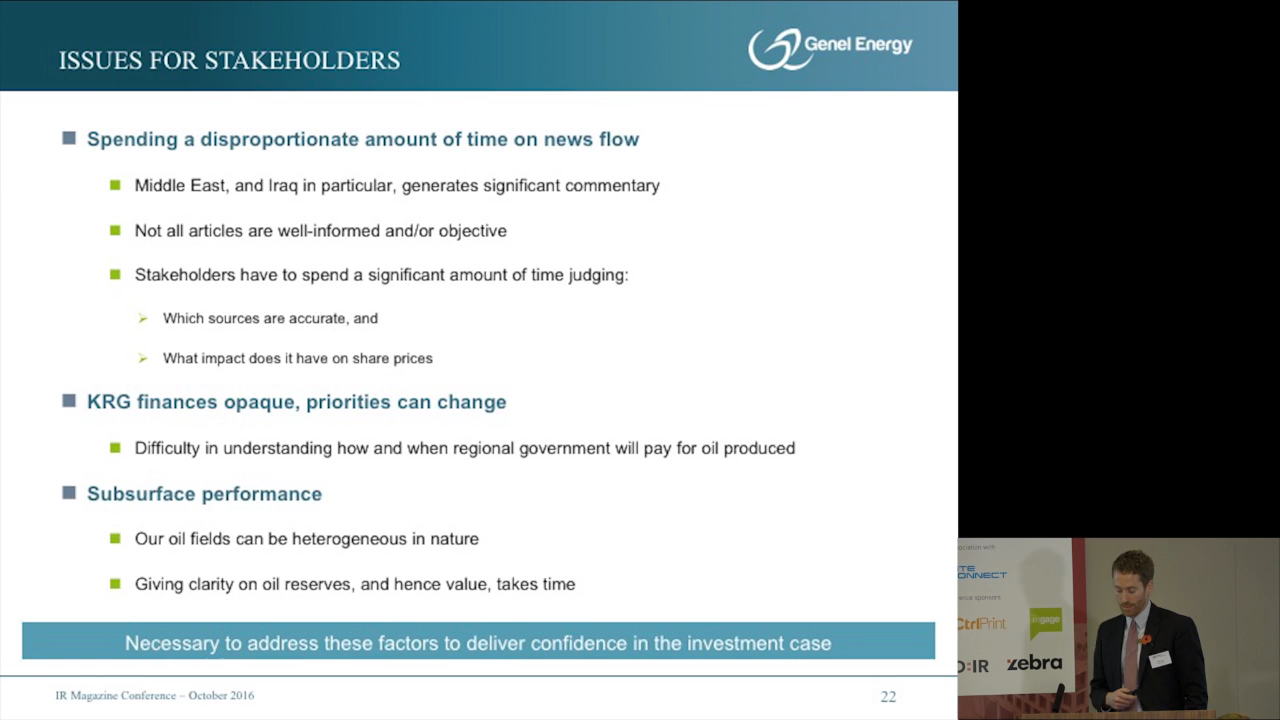 ISSUES FOR STAKEHOLDERS
Genel Energy
Spending a disproportionate amount of time on news flow
Middle East, and Iraq in particular, generates significant commentary
Not all articles are well-informed and/or objective
Stakeholders have to spend a significant amount of time judging:
Which sources are accurate, and
What impact does it have on share prices
KRG finances opaque, priorities can change
Difficulty in understanding how and when regional government will pay for oil produced
Subsurface performance
Our oil fields can be heterogeneous in nature
Giving clarity on oil reserves, and hence value, takes time
Necessary to address these factors to deliver confidence in the investment case
IR Magazine Conference – October 2016
22
CtrlPrint
ingage
zebra